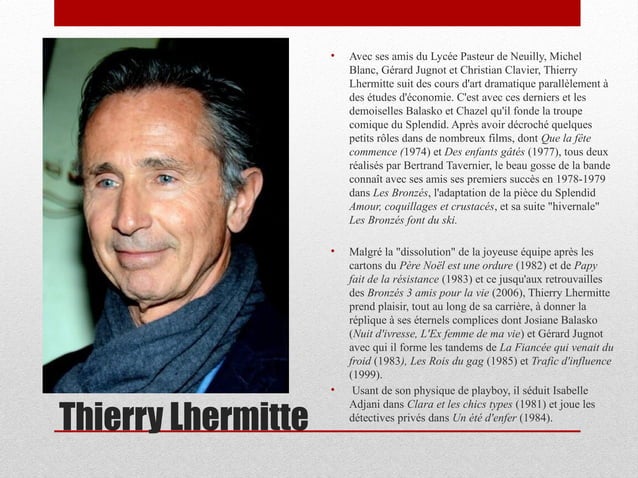 • Avec ses amis du Lycée Pasteur de Neuilly, Michel
Blanc, Gérard Jugnot et Christian Clavier, Thierry
Lhermitte suit des cours d'art dramatique parallèlement à
des études d'économie. C'est avec ces derniers et les
demoiselles Balasko et Chazel qu'il fonde la troupe
comique du Splendid. Après avoir décroché quelques
petits rôles dans de nombreux films, dont Que la fête
commence (1974) et Des enfants gâtés (1977), tous deux
réalisés par Bertrand Tavernier, le beau gosse de la bande
connaît avec ses amis ses premiers succès en 1978-1979
dans Les Bronzés, l'adaptation de la pièce du Splendid
Amour, coquillages et crustacés, et sa suite "hivernale"
Les Bronzés font du ski.
• Malgré la "dissolution" de la joyeuse équipe après les
cartons du Père Noël est une ordure (1982) et de Papy
fait de la résistance (1983) et ce jusqu'aux retrouvailles
des Bronzés 3 amis pour la vie (2006), Thierry Lhermitte
prend plaisir, tout au long de sa carrière, à donner la
réplique à ses éternels complices dont Josiane Balasko
(Nuit d'ivresse, L'Ex femme de ma vie) et Gérard Jugnot
avec qui il forme les tandems de La Fiancée qui venait du
froid (1983), Les Rois du gag (1985) et Trafic d'influence
(1999).
• Usant de son physique de playboy, il séduit Isabelle
Adjani dans Clara et les chics types (1981) et joue les
détectives privés dans Un été d'enfer (1984).
Thierry Lhermitte